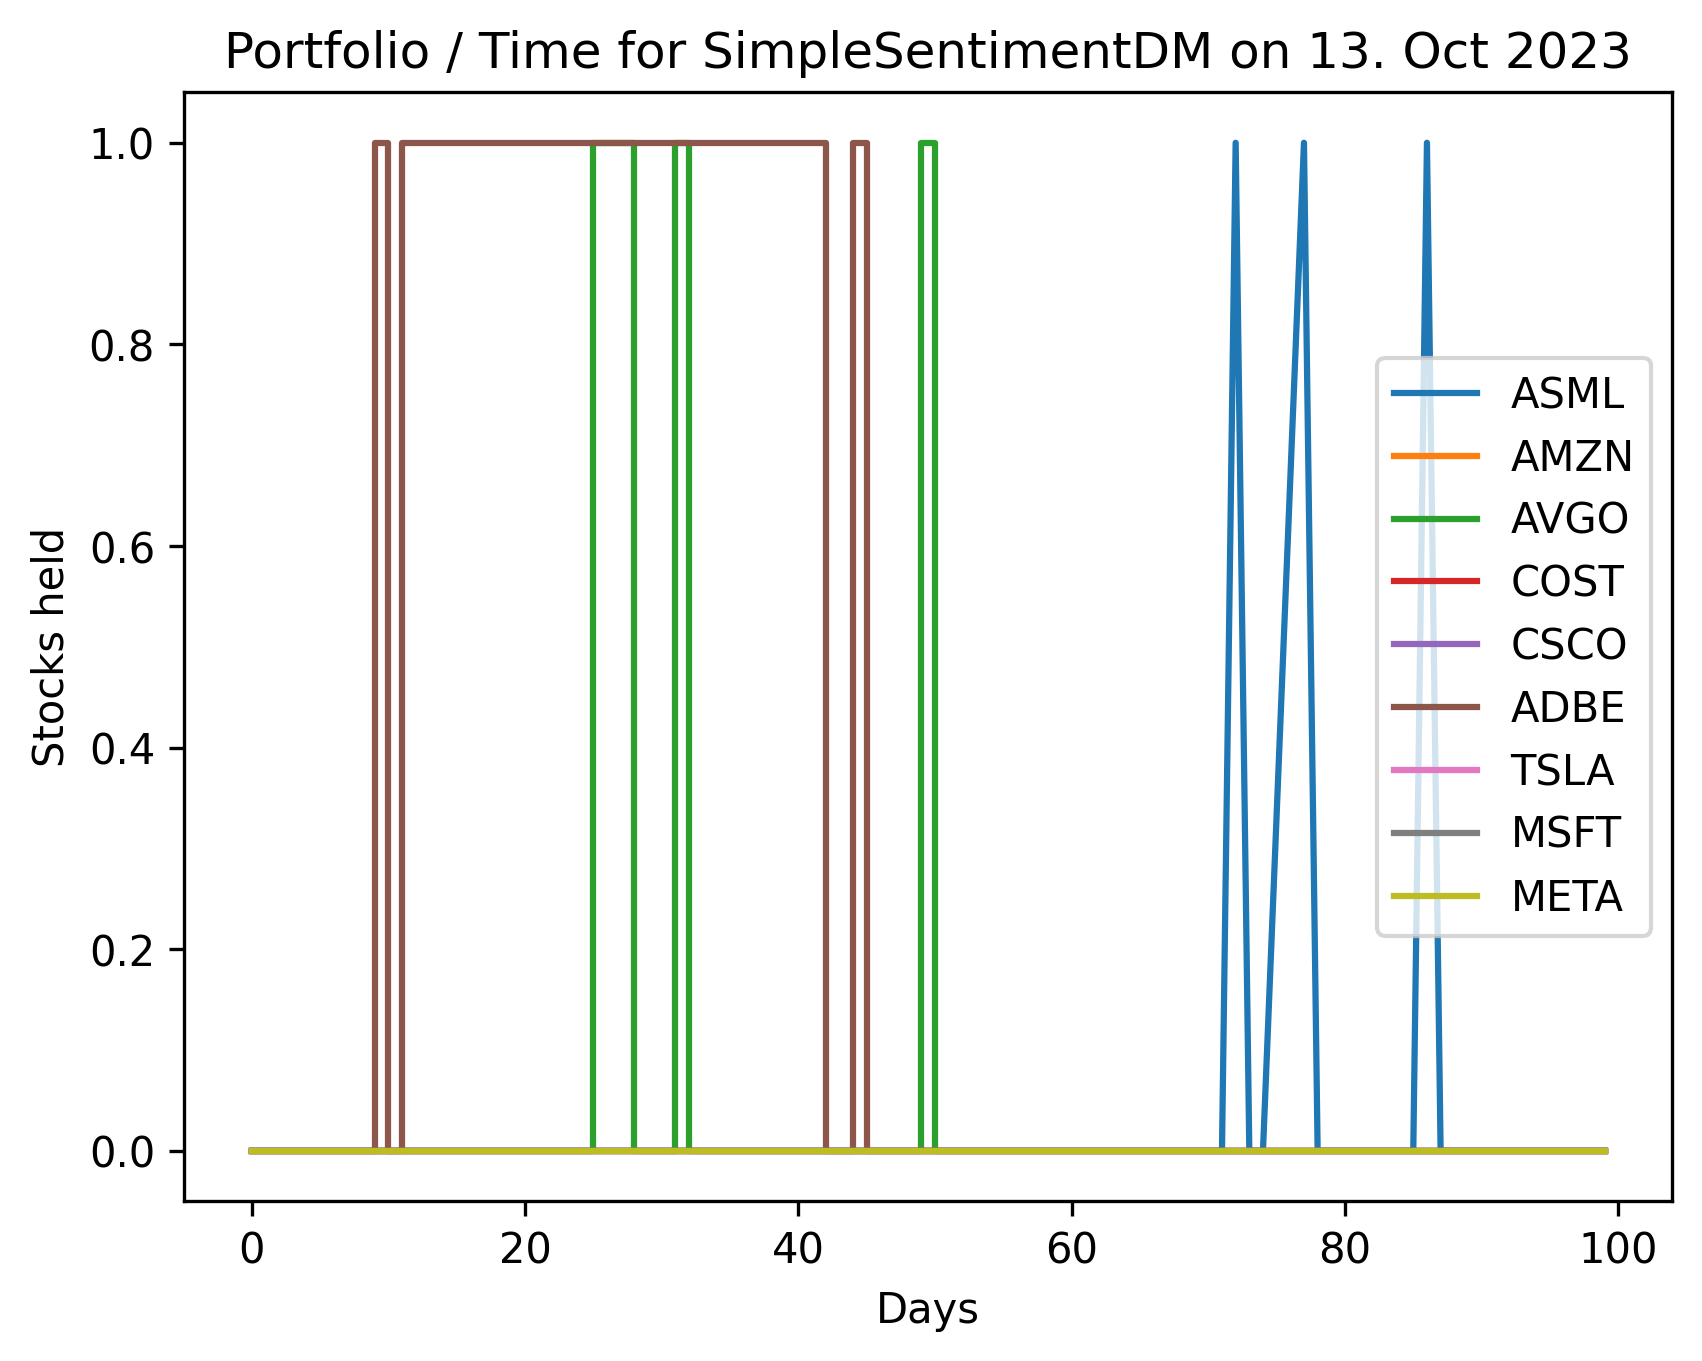 Portfolio / Time for SimpleSentimentDM on 13. Oct 2023
1.0
0.8
0.6
0.4
0.2
0.0
Stocks held
ASML
AMZN
AVGO
COST
CSCO
ADBE
TSLA
MSFT
META
0 20 40 60 80 100
Days